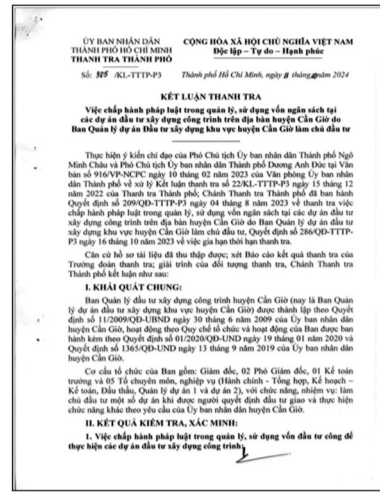 ỦY BAN NHÂN DÂN
THÀNH PHỐ HỒ CHÍ MINH
THANH TRA THÀNH PHỐ
CỘNG HÒA XÃ HỘI CHỦ NGHĨA VIỆT NAM
Độc lập – Tự do – Hạnh phúc
Số: /KL-TTTP-P3
Thành phố Hồ Chí Minh, ngày tháng năm 2024
KẾT LUẬN THANH TRA
Việc chấp hành pháp luật trong quản lý, sử dụng vốn ngân sách tại
các dự án đầu tư xây dựng công trình trên địa bàn huyện Cần Giờ do
Ban Quản lý dự án Đầu tư xây dựng khu vực huyện Cần Giờ làm chủ đầu tư
Thực hiện ý kiến chỉ đạo của Phó Chủ tịch Ủy ban nhân dân Thành phố Ngô
Minh Châu và Phó Chủ tịch Ủy ban nhân dân Thành phố Dương Anh Đức tại Văn
bản số 916/VP-NCPC ngày 10 tháng 02 năm 2023 của Văn phòng Ủy ban nhân
dân Thành phố về xử lý Kết luận thanh tra số 22/KL-TTTP-P3 ngày 15 tháng 12
năm 2022 của Thanh tra Thành phố; Chánh Thanh tra Thành phố đã ban hành
Quyết định số 209/QĐ-TTTP-P3 ngày 04 tháng 8 năm 2023 về thanh tra việc
chấp hành pháp luật trong quản lý, sử dụng vốn ngân sách tại các dự án đầu tư
xây dựng công trình trên địa bàn huyện Cần Giờ do Ban Quản lý dự án đầu tư
xây dựng khu vực huyện Cần Giờ làm chủ đầu tư, Quyết định số 286/QĐ-TTTP-
P3 ngày 16 tháng 10 năm 2023 về việc gia hạn thời hạn thanh tra.
Căn cứ hồ sơ tài liệu đã thu thập được; xét Báo cáo kết quả thanh tra của
Trưởng đoàn thanh tra; giải trình của đối tượng thanh tra, Chánh Thanh tra
Thành phố kết luận như sau:
I. KHÁI QUÁT CHUNG:
Ban Quản lý đầu tư xây dựng công trình huyện Cần Giờ (nay là Ban Quản
lý dự án đầu tư xây dựng khu vực huyện Cần Giờ) được thành lập theo Quyết
định số 11/2009/QĐ-UBND ngày 30 tháng 6 năm 2009 của Ủy ban nhân dân
huyện Cần Giờ, hoạt động theo Quy chế tổ chức và hoạt động của Ban được ban
hành kèm theo Quyết định số 01/2020/QĐ-UND ngày 19 tháng 01 năm 2020 và
Quyết định số 1365/QĐ-UND ngày 13 tháng 9 năm 2019 của Ủy ban nhân dân
huyện Cần Giờ.
Cơ cấu tổ chức của Ban gồm: Giám đốc, 02 Phó Giám đốc, 01 Kế toán
trưởng và 05 Tổ chuyên môn, nghiệp vụ (Hành chính - Tổng hợp, Kế hoạch –
Kế toán, Đấu thầu, Quản lý dự án 1 và dự án 2), với chức năng, nhiệm vụ: làm
chủ đầu tư một số dự án khi được người quyết định đầu tư giao và thực hiện
chức năng khác theo yêu cầu của Ủy ban nhân dân huyện Cần Giờ.
II. KẾT QUẢ KIỂM TRA, XÁC MINH:
1. Việc chấp hành pháp luật trong quản lý, sử dụng vốn đầu tư công để
thực hiện các dự án đầu tư xây dựng công trình: